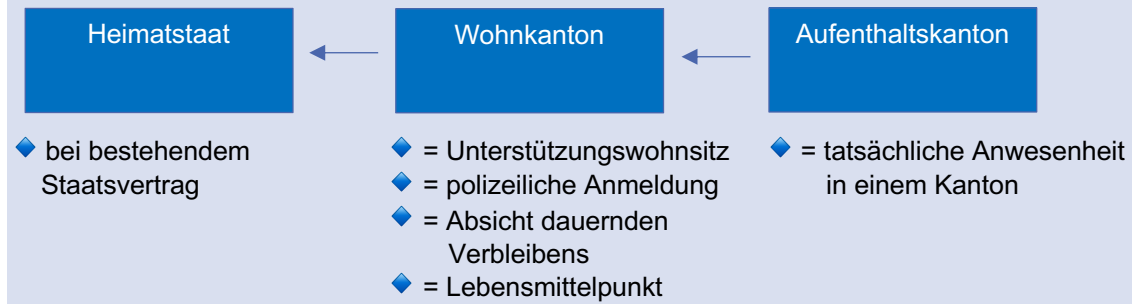 Heimatstaat
Wohnkanton
Aufenthaltskanton
bei bestehendem
Staatsvertrag
= Unterstützungswohnsitz
= polizeiliche Anmeldung
= Absicht dauernden
Verbleibens
= Lebensmittelpunkt
= tatsächliche Anwesenheit
in einem Kanton